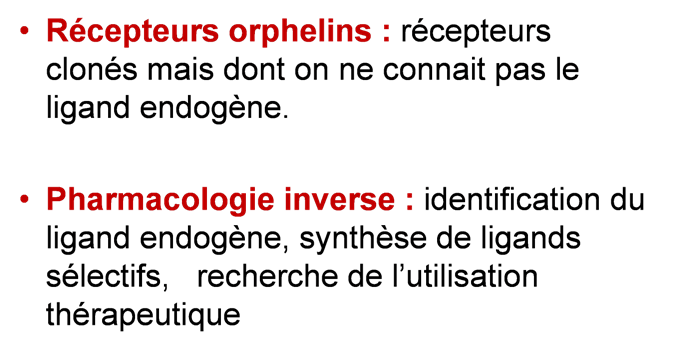 • Récepteurs orphelins : récepteurs
clonés mais dont on ne connait pas le
ligand endogène.
• Pharmacologie inverse : identification du
ligand endogène, synthèse de ligands
sélectifs,   recherche de l’utilisation
thérapeutique